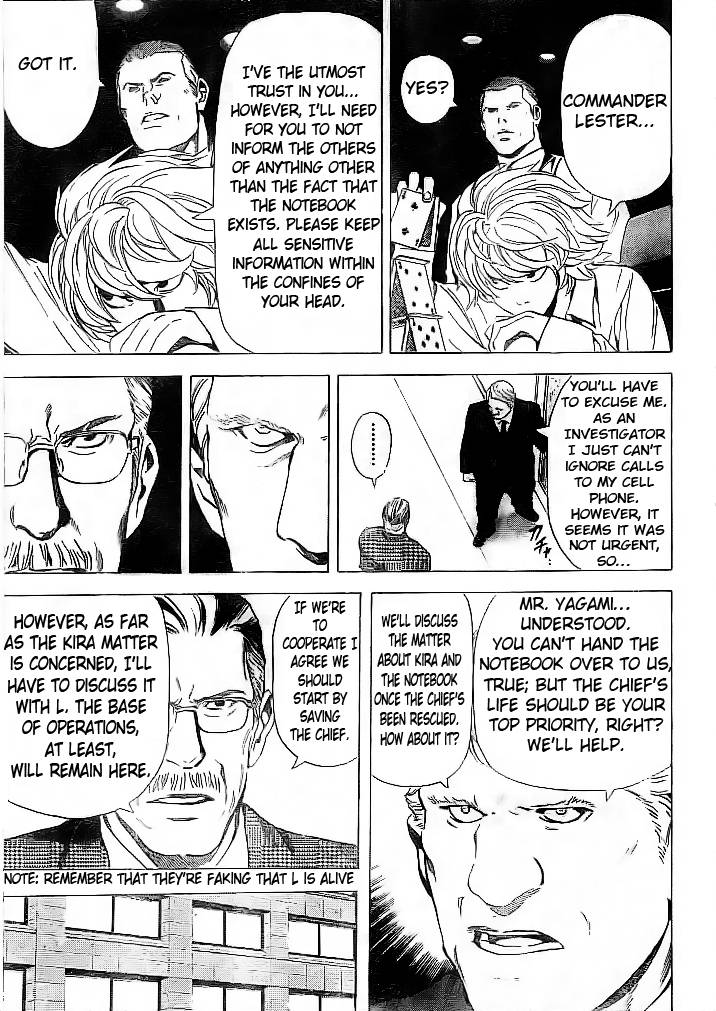 COMMANDER
LESTER...
YES?
I'VE THE UTMOST
TRUST IN YOU...
HOWEVER, I'LL NEED
FOR YOU TO NOT
INFORM THE OTHERS
OF ANYTHING OTHER
THAN THE FACT THAT
THE NOTEBOOK
EXISTS. PLEASE KEEP
ALL SENSITIVE
INFORMATION WITHIN
THE CONFINES OF
YOUR HEAD.
GOT IT.
YOU'LL HAVE
TO EXCUSE ME.
AS AN
INVESTIGATOR
I JUST CAN'T
IGNORE CALLS
TO MY CELL
PHONE.
HOWEVER, IT
SEEMS IT WAS
NOT URGENT,
SO...
ガチャ..
........
MR. YAGAMI...
UNDERSTOOD.
YOU CAN'T HAND THE
NOTEBOOK OVER TO US,
TRUE; BUT THE CHIEF'S
LIFE SHOULD BE YOUR
TOP PRIORITY, RIGHT?
WE'LL HELP.
WE'LL DISCUSS
THE MATTER
ABOUT KIRA AND
THE NOTEBOOK
ONCE THE CHIEF'S
BEEN RESCUED.
HOW ABOUT IT?
IF WE'RE
TO
COOPERATE I
AGREE WE
SHOULD
START BY
SAVING
THE CHIEF.
HOWEVER, AS FAR
AS THE KIRA MATTER
IS CONCERNED, I'LL
HAVE TO DISCUSS IT
WITH L. THE BASE
OF OPERATIONS,
AT LEAST,
WILL REMAIN HERE.
NOTE: REMEMBER THAT THEY'RE FAKING THAT L IS ALIVE